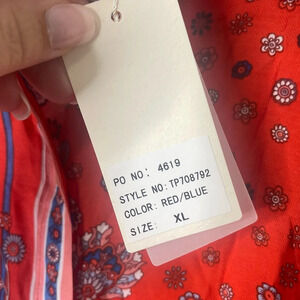 PO NO: 4619
STYLE NO: TP708792
COLOR: RED/BLUE
SIZE: XL